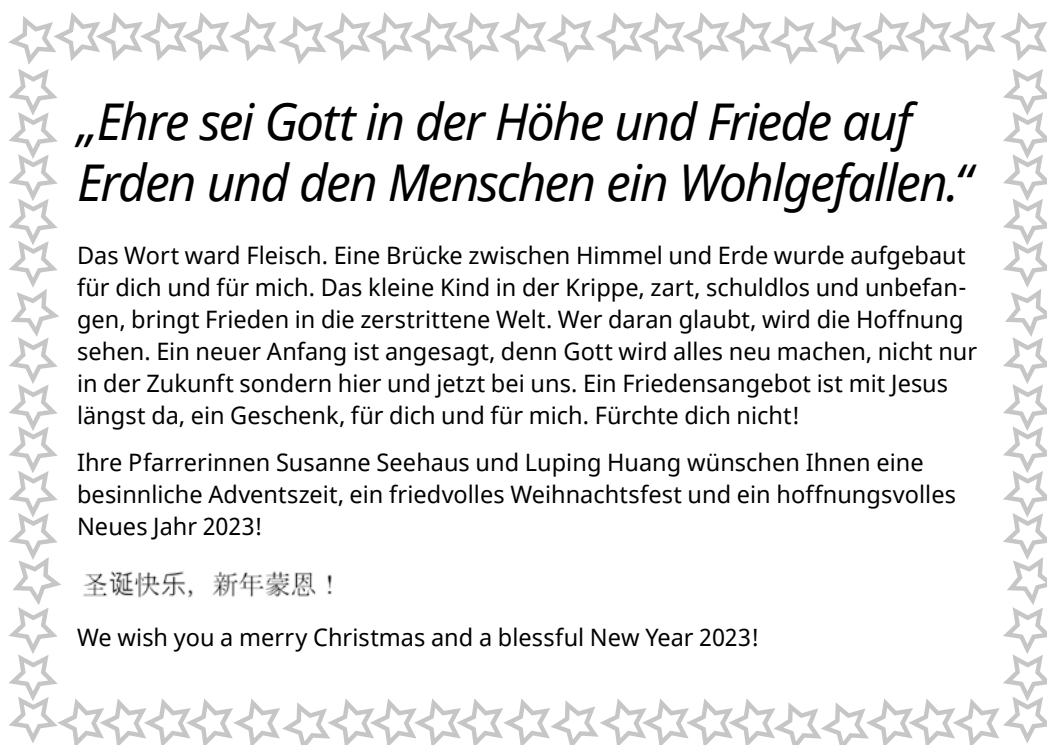 „Ehre sei Gott in der Höhe und Friede auf
Erden und den Menschen ein Wohlgefallen.“
Das Wort ward Fleisch. Eine Brücke zwischen Himmel und Erde wurde aufgebaut
für dich und für mich. Das kleine Kind in der Krippe, zart, schuldlos und unbefan-
gen, bringt Frieden in die zerstrittene Welt. Wer daran glaubt, wird die Hoffnung
sehen. Ein neuer Anfang ist angesagt, denn Gott wird alles neu machen, nicht nur
in der Zukunft sondern hier und jetzt bei uns. Ein Friedensangebot ist mit Jesus
längst da, ein Geschenk, für dich und für mich. Fürchte dich nicht!
Ihre Pfarrerinnen Susanne Seehaus und Luping Huang wünschen Ihnen eine
besinnliche Adventszeit, ein friedvolles Weihnachtsfest und ein hoffnungsvolles
Neues Jahr 2023!
圣诞快乐，新年蒙恩！
We wish you a merry Christmas and a blessful New Year 2023!